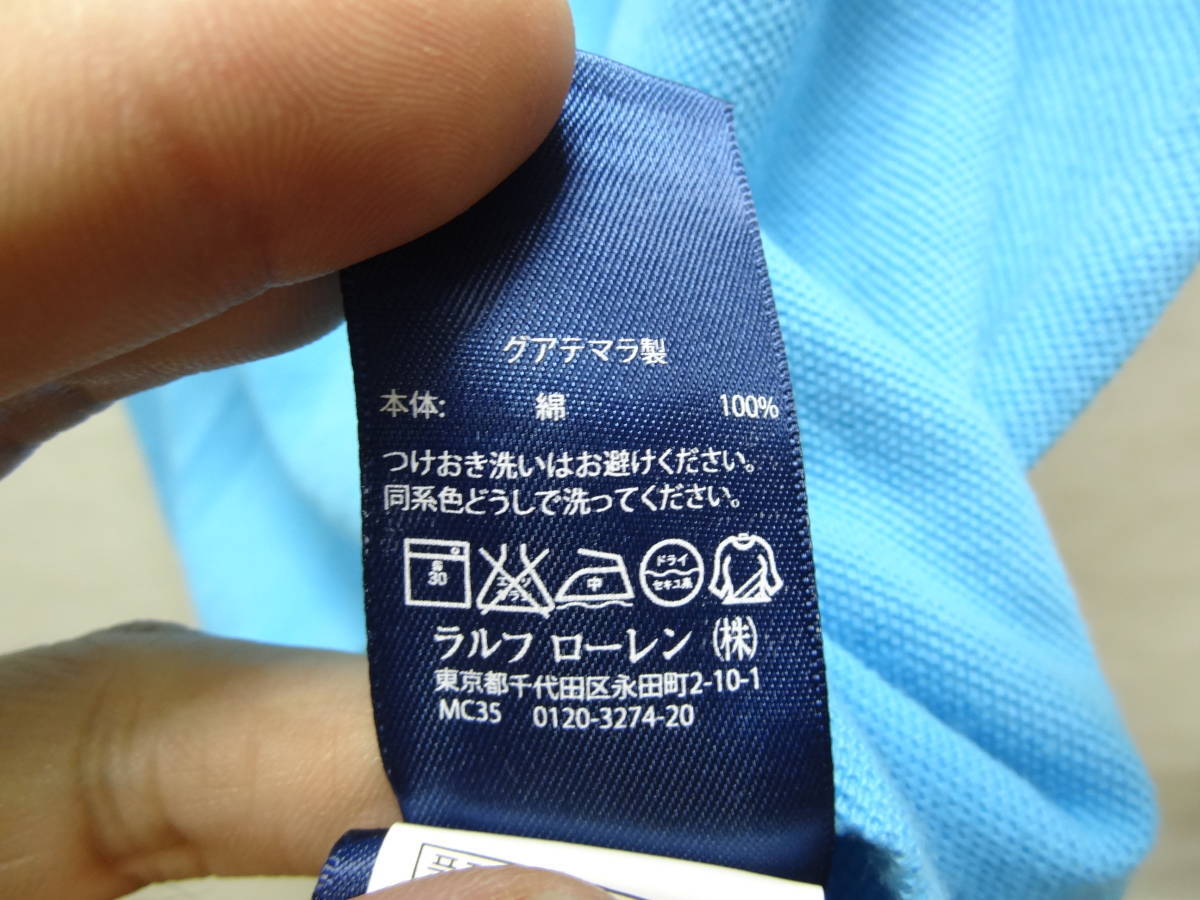 グアテマラ製
本体: 綿 100%
つけおき洗いはお避けください。
同系色どうしで洗ってください。
30 中 ドライ セキユ系
ラルフ ローレン (株)
東京都千代田区永田町2-10-1
MC35 0120-3274-20